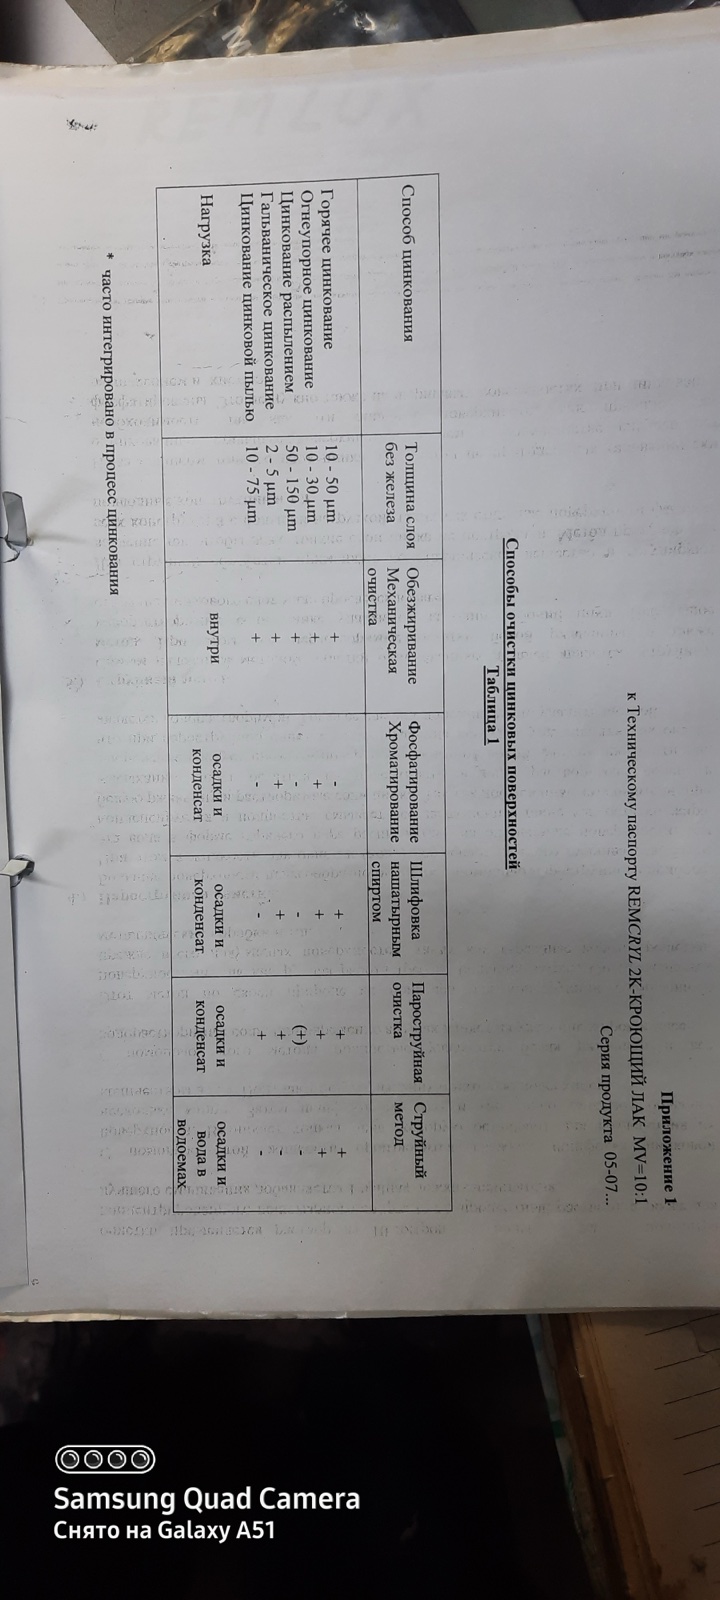 Приложение 1
к Техническому паспорту REMCRYL 2К-КРОЮЩИЙ ЛАК MV=10:1
Серия продукта 05-07...
Способы очистки цинковых поверхностей
Таблица 1
Способ цинкования Толщина слоя без железа Обезжиривание Механическая очистка Фосфатирование Хроматирование Шлифовка нашатырным спиртом Пароструйная очистка Струйный метод
Горячее цинкование 10 - 50 µm + - + + +
Огнеупорное цинкование 10 - 30 µm + + + + +
Цинкование распылением 50 - 150 µm + - - (+) -
Гальваническое цинкование 2 - 5 µm + + + + -
Цинкование цинковой пылью 10 - 75 µm + - - + -
Нагрузка внутри осадки и конденсат осадки и конденсат осадки и конденсат осадки и вода в водоемах
* часто интегрировано в процесс цинкования
Samsung Quad Camera
Снято на Galaxy A51